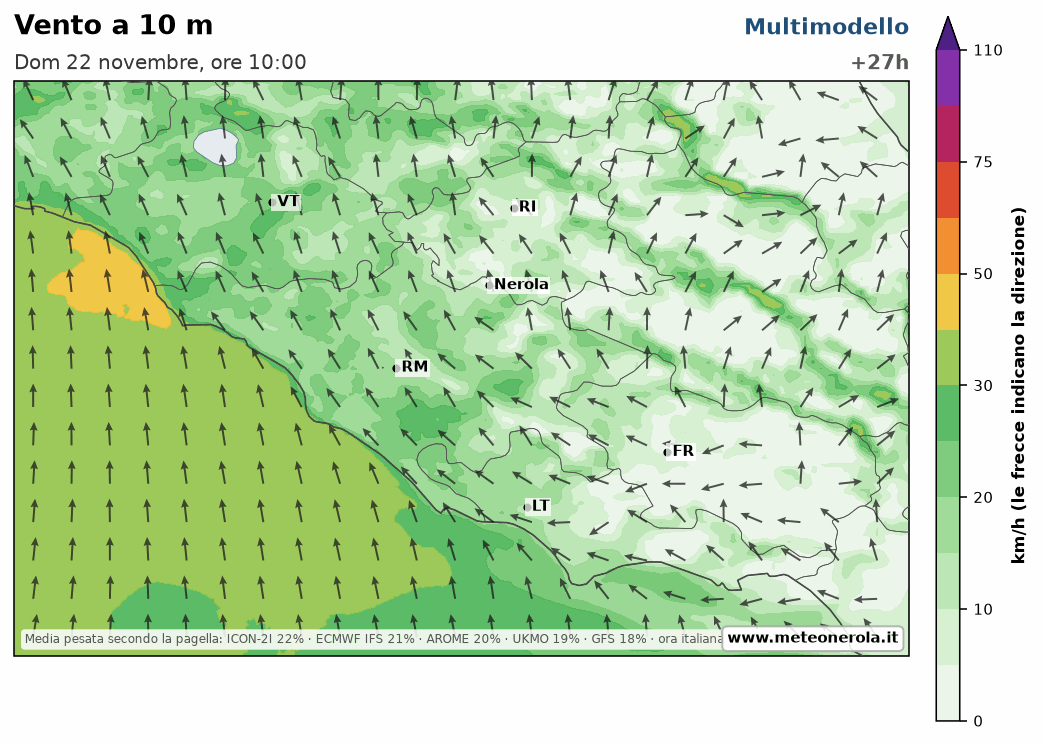 Vento a 10 m
Multimodello
Dom 22 novembre, ore 10:00
+27h
VT
RI
Nerola
RM
FR
LT
Media pesata secondo la pagella: ICON-2I 22% · ECMWF IFS 21% · AROME 20% · UKMO 19% · GFS 18% · ora italiana
www.meteonerola.it
110
75
50
30
20
10
0
km/h (le frecce indicano la direzione)